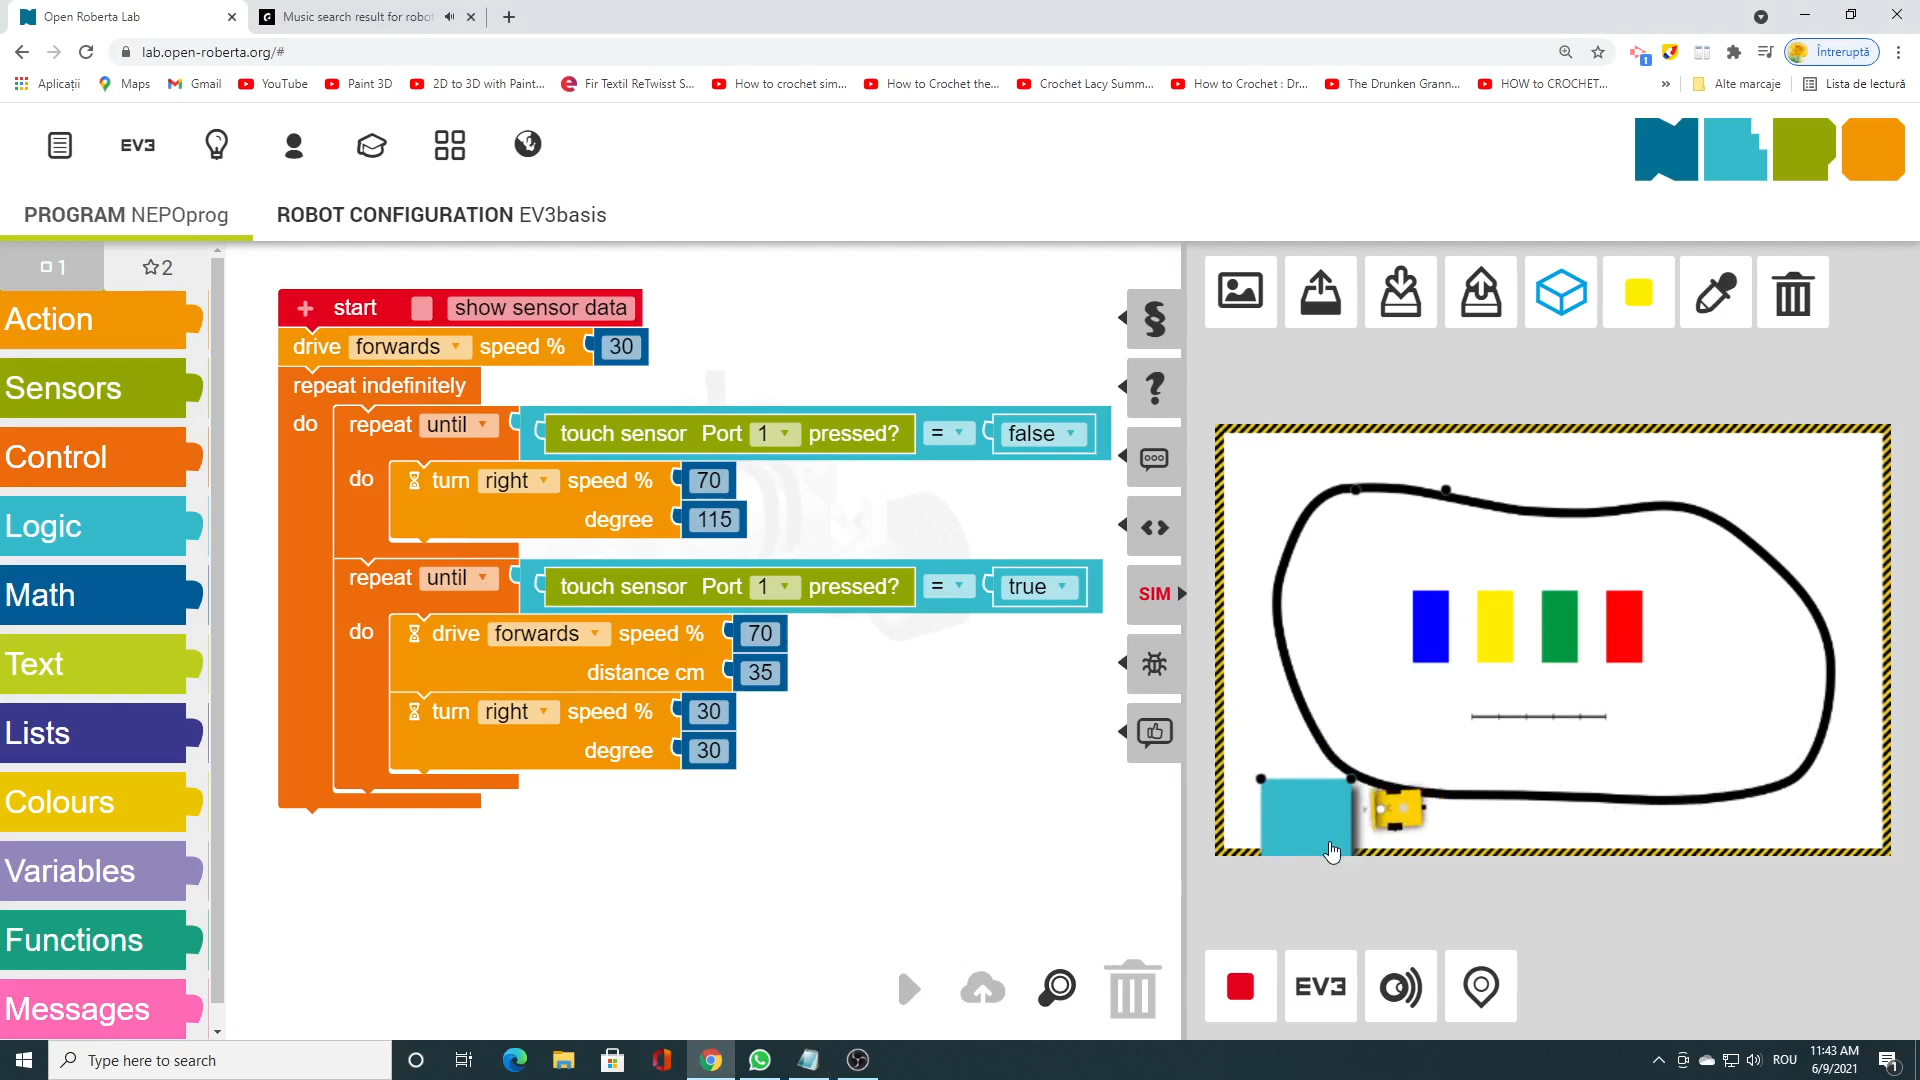 Open Roberta Lab
Music search result for robot
lab.open-roberta.org/#
1
Întreruptă
Aplicații
Maps
Gmail
YouTube
Paint 3D
2D to 3D with Paint...
Fir Textil ReTwisst S...
How to crochet sim...
How to Crochet the...
Crochet Lacy Summ...
How to Crochet : Dr...
The Drunken Grann...
HOW to CROCHET...
»
Alte marcaje
Lista de lectură
EV3
PROGRAM NEPOprog
ROBOT CONFIGURATION EV3basis
1
2
Action
Sensors
Control
Logic
Math
Text
Lists
Colours
Variables
Functions
Messages
+ start show sensor data
drive forwards speed % 30
repeat indefinitely
do repeat until touch sensor Port 1 pressed? = false
do turn right speed % 70
degree 115
repeat until touch sensor Port 1 pressed? = true
do drive forwards speed % 70
distance cm 35
turn right speed % 30
degree 30
?
SIM
EV3
Type here to search
ROU
11:43 AM
6/9/2021
1